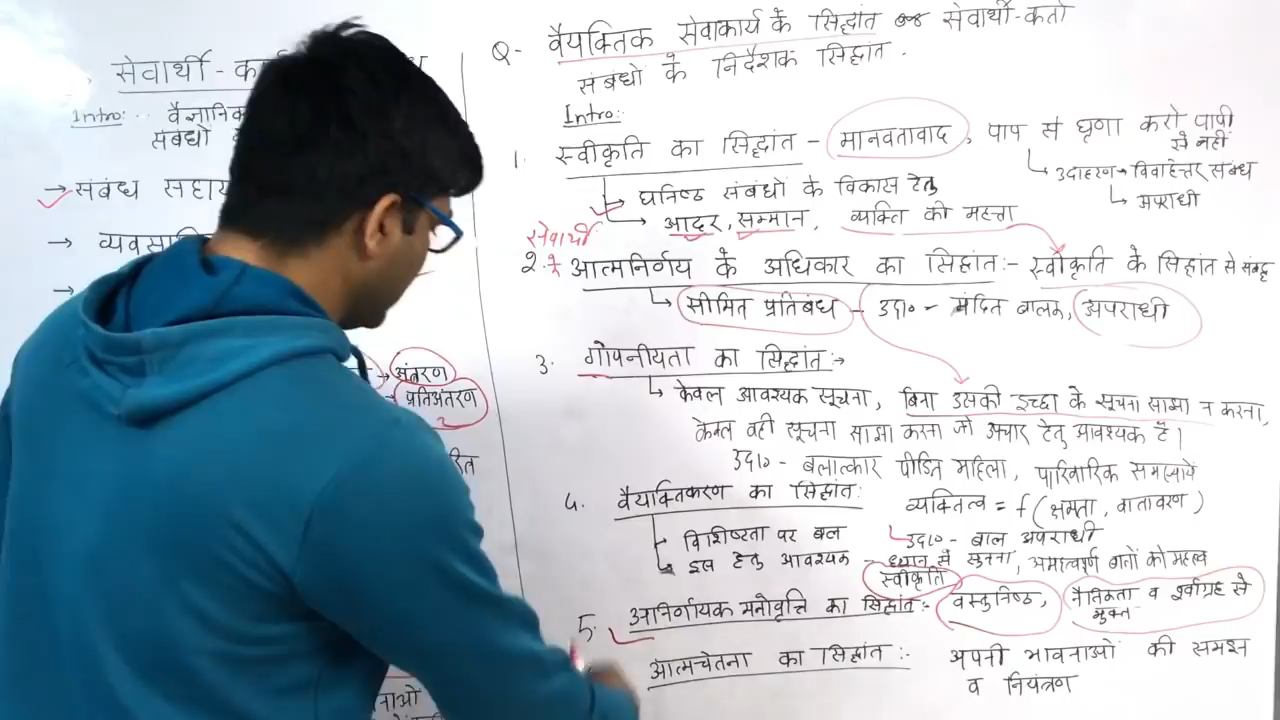 सेवार्थी - का
Intro: .. वैज्ञानिक
संबंधों
→ संबंध सहाय
→ व्यवसायि
→
→ अंतरण
→ प्रतिअंतरण
रित
नाओं
Q- वैयक्तिक सेवाकार्य के सिद्धांत सेवार्थी-कर्ता
संबंधों के निर्देशक सिद्धांत .
Intro:
1. स्वीकृति का सिद्धांत - मानवतावाद, पाप से घृणा करो पापी
से नहीं
उदाहरण → विवाहेत्तर संबंध
अपराधी
घनिष्ठ संबंधों के विकास हेतु
आदर, सम्मान, व्यक्ति की महत्ता
सेवार्थी
2. के आत्मनिर्णय के अधिकार का सिद्धांत:- स्वीकृति के सिद्धांत से संबद्ध
सीमित प्रतिबंध - उदा० - मंदित बालक, अपराधी
3. गोपनीयता का सिद्धांत:→
केवल आवश्यक सूचना, बिना उसकी इच्छा के सूचना साझा न करना,
केवल वही सूचना साझा करना जो उपचार हेतु आवश्यक है।
उदा० - बलात्कार पीड़ित महिला, पारिवारिक समस्यायें
4. वैयक्तिकरण का सिद्धांत: व्यक्तित्व = f (क्षमता, वातावरण)
उदा० - बाल अपराधी
विशिष्टता पर बल
इस हेतु आवश्यक - ध्यान से सुनना, अमहत्वपूर्ण बातों को महत्व
स्वीकृति
5. अनिर्णायक मनोवृत्ति का सिद्धांत:- वस्तुनिष्ठ, नैतिकता व पूर्वाग्रह से
मुक्त
आत्मचेतना का सिद्धांत:- अपनी भावनाओं की समझ
व नियंत्रण